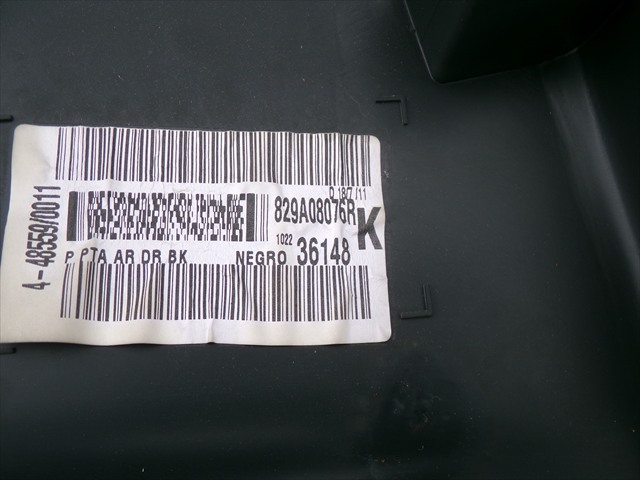 4-48559/0011
D 18/7 /11
829A08076R
1022
36148
K
P PTA AR DR BK NEGRO